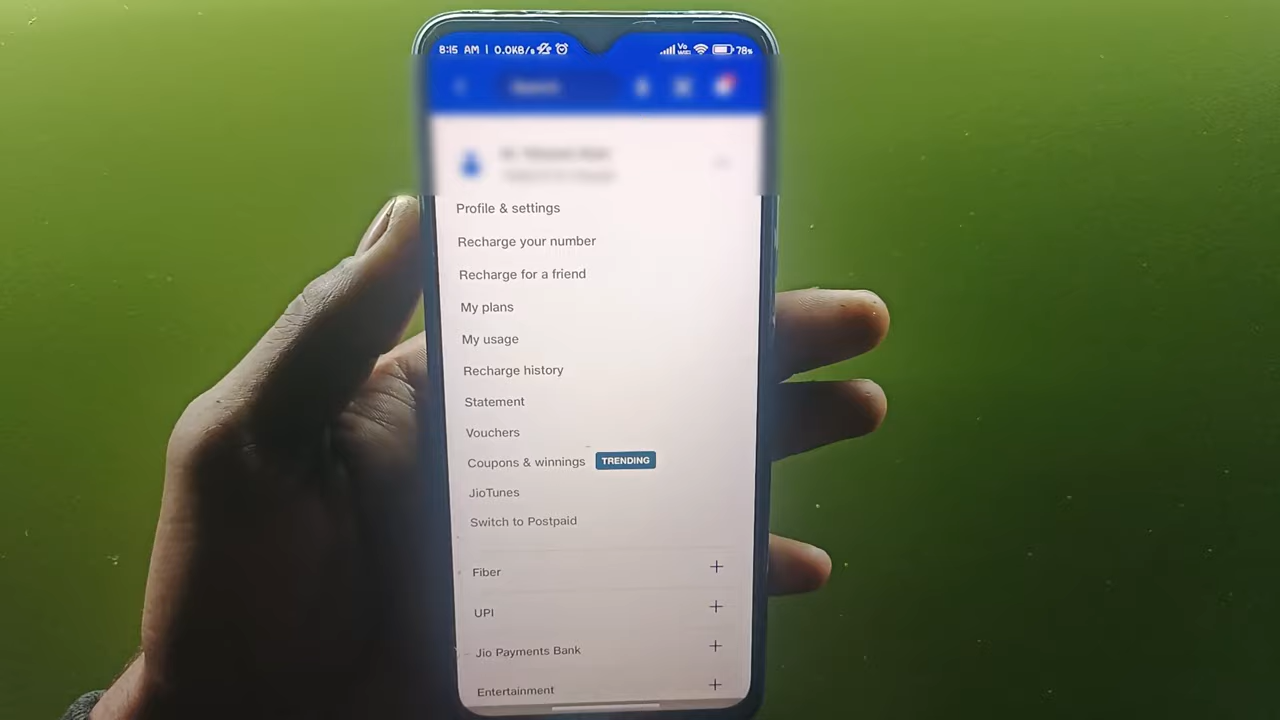 8:15 AM | 0.0KB/s 78%
Profile & settings
Recharge your number
Recharge for a friend
My plans
My usage
Recharge history
Statement
Vouchers
Coupons & winnings TRENDING
JioTunes
Switch to Postpaid
Fiber
UPI
Jio Payments Bank
Entertainment